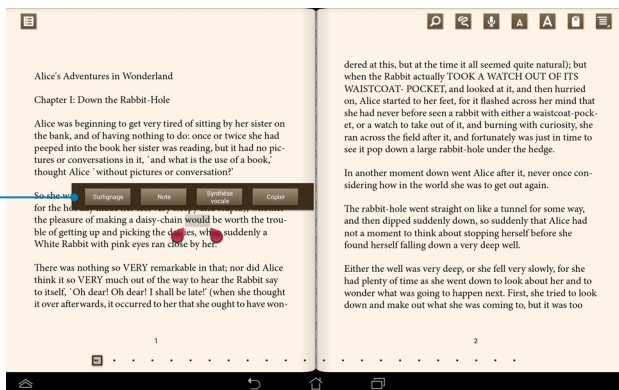 Alice's Adventures in Wonderland
Chapter I: Down the Rabbit-Hole
Alice was beginning to get very tired of sitting by her sister on
the bank, and of having nothing to do: once or twice she had
peeped into the book her sister was reading, but it had no pic-
tures or conversations in it, `and what is the use of a book,'
thought Alice `without pictures or conversation?'
So she wa
Surlignage
Note
Synthèse
vocale
Copier
for the ho
the pleasure of making a daisy-chain would be worth the trou-
ble of getting up and picking the daisies, when suddenly a
White Rabbit with pink eyes ran close by her.
There was nothing so VERY remarkable in that; nor did Alice
think it so VERY much out of the way to hear the Rabbit say
to itself, `Oh dear! Oh dear! I shall be late!' (when she thought
it over afterwards, it occurred to her that she ought to have won-
1
A
A
dered at this, but at the time it all seemed quite natural); but
when the Rabbit actually TOOK A WATCH OUT OF ITS
WAISTCOAT- POCKET, and looked at it, and then hurried
on, Alice started to her feet, for it flashed across her mind that
she had never before seen a rabbit with either a waistcoat-pock-
et, or a watch to take out of it, and burning with curiosity, she
ran across the field after it, and fortunately was just in time to
see it pop down a large rabbit-hole under the hedge.
In another moment down went Alice after it, never once con-
sidering how in the world she was to get out again.
The rabbit-hole went straight on like a tunnel for some way,
and then dipped suddenly down, so suddenly that Alice had
not a moment to think about stopping herself before she
found herself falling down a very deep well.
Either the well was very deep, or she fell very slowly, for she
had plenty of time as she went down to look about her and to
wonder what was going to happen next. First, she tried to look
down and make out what she was coming to, but it was too
2